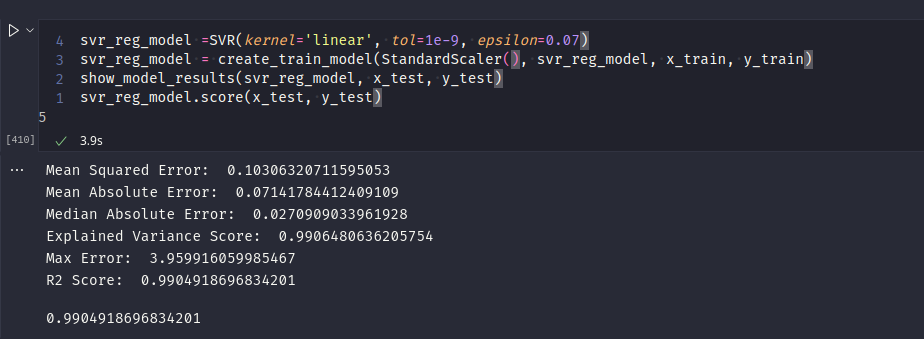 4 svr_reg_model =SVR(kernel='linear', tol=1e-9, epsilon=0.07)
3 svr_reg_model = create_train_model(StandardScaler(), svr_reg_model, x_train, y_train)
2 show_model_results(svr_reg_model, x_test, y_test)
1 svr_reg_model.score(x_test, y_test)
5
[410] ✓ 3.9s
... Mean Squared Error:  0.10306320711595053
Mean Absolute Error:  0.07141784412409109
Median Absolute Error:  0.0270909033961928
Explained Variance Score:  0.9906480636205754
Max Error:  3.959916059985467
R2 Score:  0.9904918696834201
0.9904918696834201